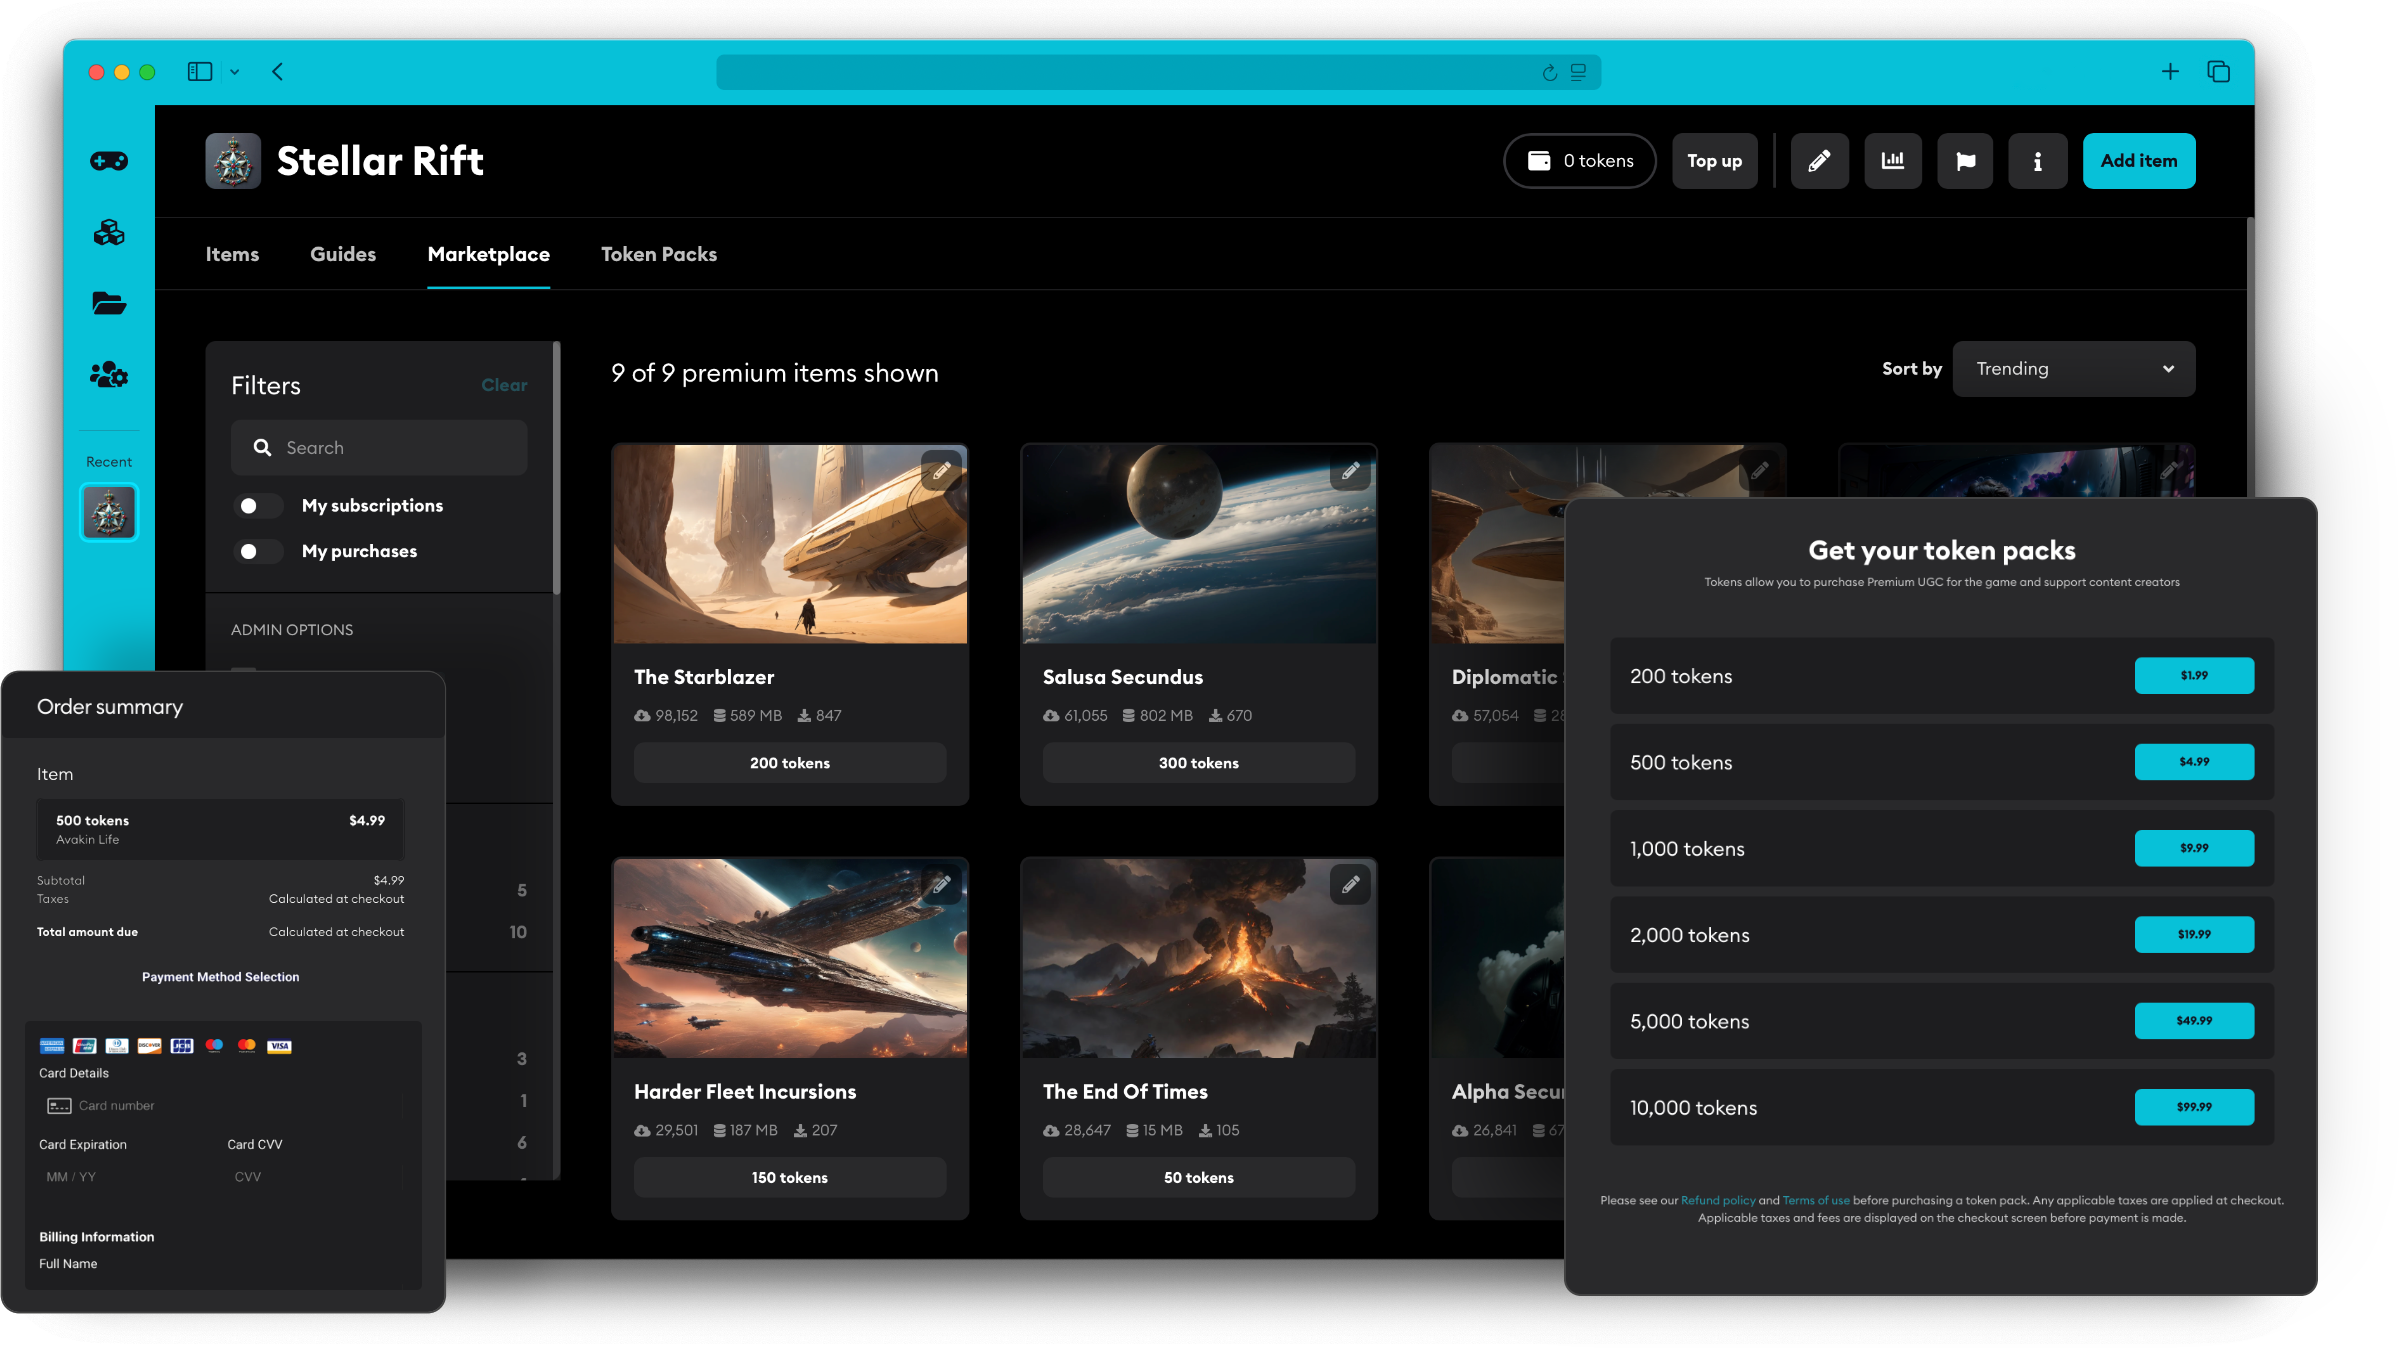 Stellar Rift
0 tokens
Top up
Add item
Items
Guides
Marketplace
Token Packs
Recent
Filters
Clear
Search
My subscriptions
My purchases
ADMIN OPTIONS
5
10
3
1
6
9 of 9 premium items shown
Sort by
Trending
The Starblazer
98,152 589 MB 847
200 tokens
Salusa Secundus
61,055 802 MB 670
300 tokens
Diplomatic
57,054
Harder Fleet Incursions
29,501 187 MB 207
150 tokens
The End Of Times
28,647 15 MB 105
50 tokens
Alpha
26,841
Order summary
Item
500 tokens $4.99
Avakin Life
Subtotal $4.99
Taxes Calculated at checkout
Total amount due Calculated at checkout
Payment Method Selection
DISCOVER JCB VISA
Card Details
Card number
Card Expiration Card CVV
MM / YY CVV
Billing Information
Full Name
Get your token packs
Tokens allow you to purchase Premium UGC for the game and support content creators
200 tokens $1.99
500 tokens $4.99
1,000 tokens $9.99
2,000 tokens $19.99
5,000 tokens $49.99
10,000 tokens $99.99
Please see our Refund policy and Terms of use before purchasing a token pack. Any applicable taxes are applied at checkout.
Applicable taxes and fees are displayed on the checkout screen before payment is made.